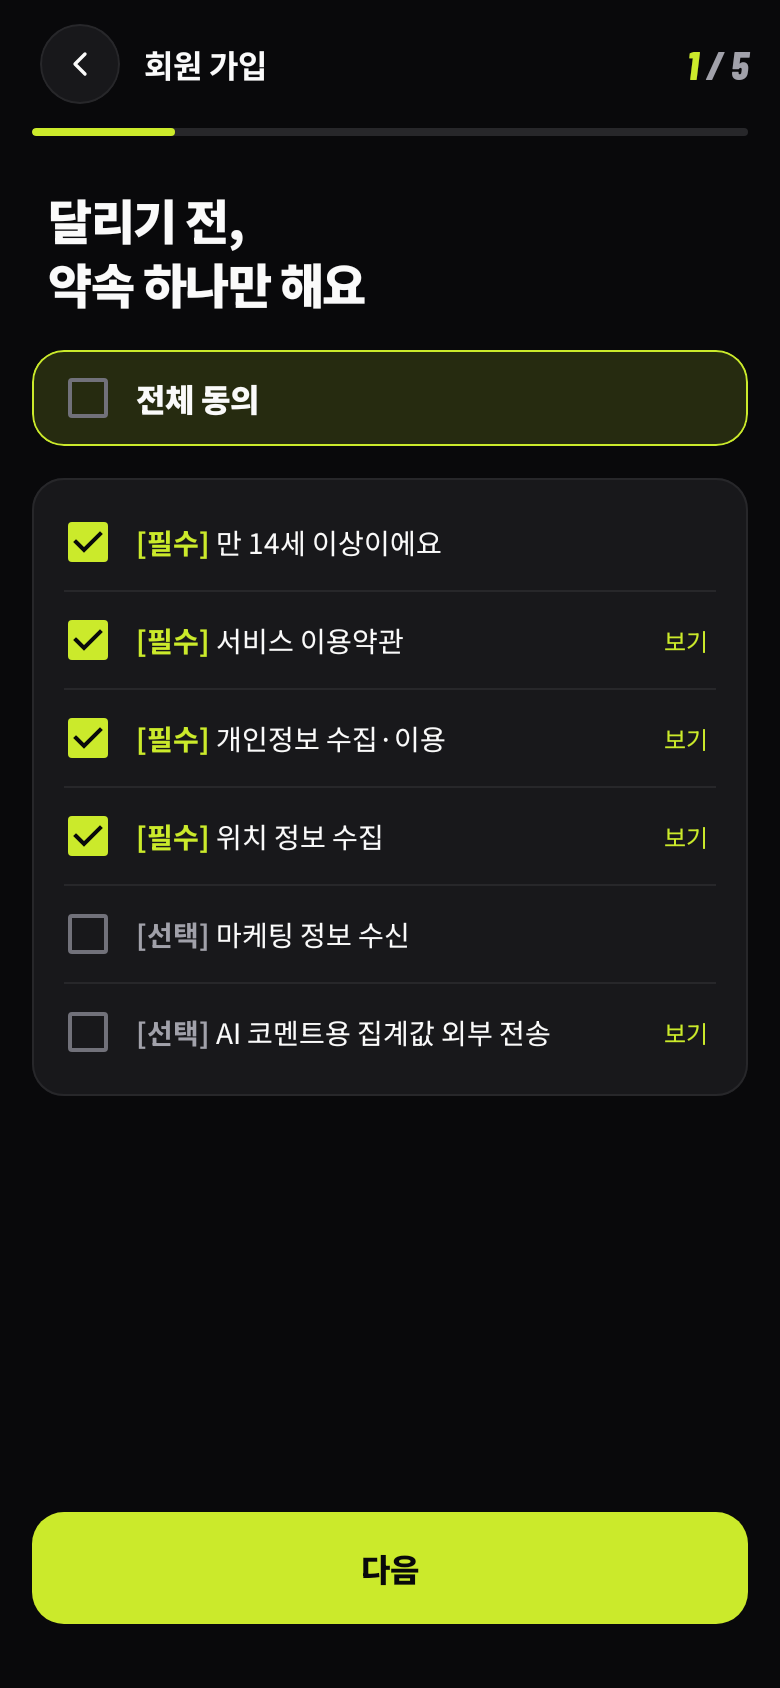 회원 가입
1 / 5
달리기 전,
약속 하나만 해요
전체 동의
[필수] 만 14세 이상이에요
[필수] 서비스 이용약관 보기
[필수] 개인정보 수집·이용 보기
[필수] 위치 정보 수집 보기
[선택] 마케팅 정보 수신
[선택] AI 코멘트용 집계값 외부 전송 보기
다음